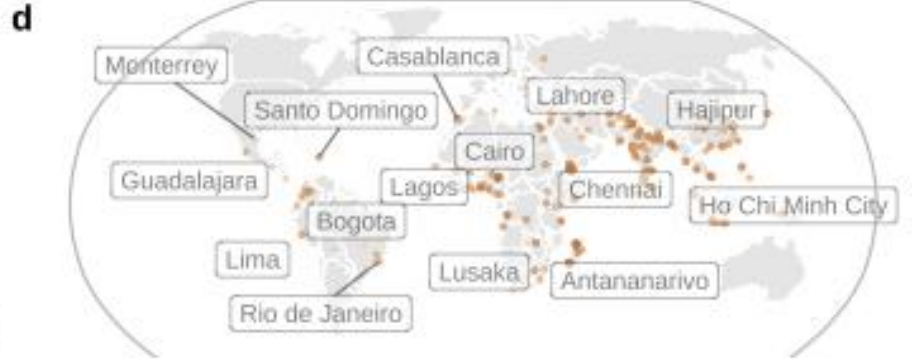 d
Monterrey
Casablanca
Santo Domingo
Lahore
Hajipur
Cairo
Guadalajara
Lagos
Chennai
Ho Chi Minh City
Bogota
Lima
Lusaka
Antananarivo
Rio de Janeiro